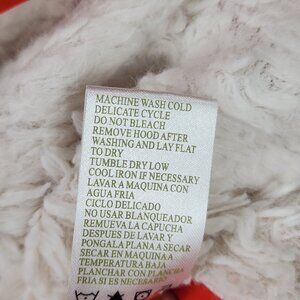 MACHINE WASH COLD
DELICATE CYCLE
DO NOT BLEACH
REMOVE HOOD AFTER
WASHING AND LAY FLAT
TO DRY
TUMBLE DRY LOW
COOL IRON IF NECESSARY
LAVAR A MAQUINA CON
AGUA FRIA
CICLO DELICADO
NO USAR BLANQUEADOR
REMUEVA LA CAPUCHA
DESPUES DE LAVAR Y
PONGALA PLANA A SECAR
SECAR EN MAQUINA A
TEMPERATURA BAJA
PLANCHAR CON PLANCHA
FRIA SI ES NECESARIO